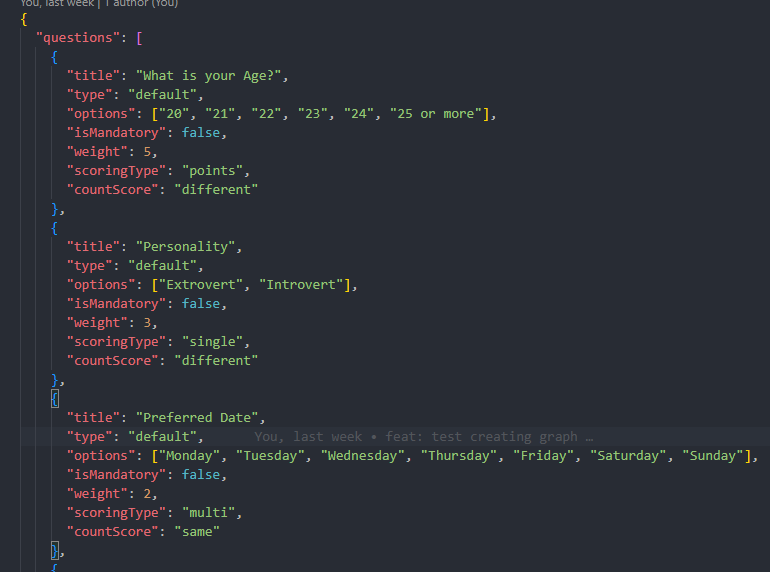 You, last week | 1 author (You)
{
"questions": [
{
"title": "What is your Age?",
"type": "default",
"options": ["20", "21", "22", "23", "24", "25 or more"],
"isMandatory": false,
"weight": 5,
"scoringType": "points",
"countScore": "different"
},
{
"title": "Personality",
"type": "default",
"options": ["Extrovert", "Introvert"],
"isMandatory": false,
"weight": 3,
"scoringType": "single",
"countScore": "different"
},
{
"title": "Preferred Date",
"type": "default", You, last week • feat: test creating graph …
"options": ["Monday", "Tuesday", "Wednesday", "Thursday", "Friday", "Saturday", "Sunday"],
"isMandatory": false,
"weight": 2,
"scoringType": "multi",
"countScore": "same"
},
{